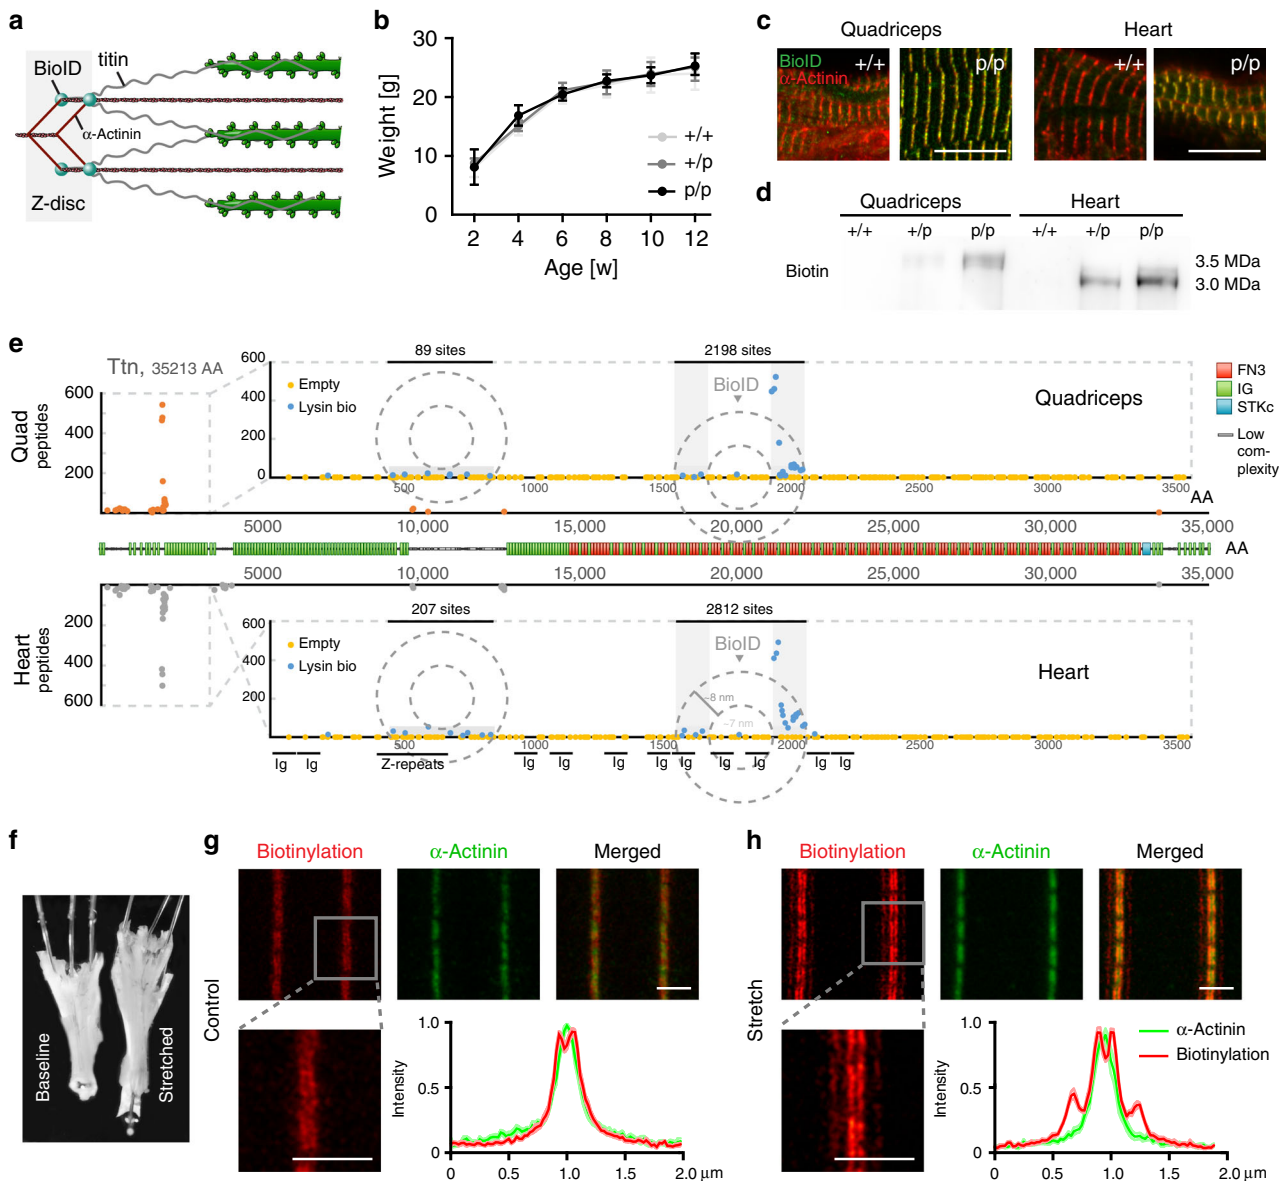 a
titin
BioID
α-Actinin
Z-disc
b
Weight [g]
30
20
10
0
+/+
+/p
p/p
2 4 6 8 10 12
Age [w]
c
Quadriceps
Heart
BioID
α-Actinin
+/+
p/p
+/+
p/p
d
Quadriceps
Heart
+/+ +/p p/p +/+ +/p p/p
Biotin
3.5 MDa
3.0 MDa
e
Ttn, 35213 AA
Quad
peptides
600
400
200
600
400
200
0
89 sites
2198 sites
Empty
Lysin bio
BioID
Quadriceps
500 1000 1500 2000 2500 3000 3500
AA
FN3
IG
STKc
Low
com-
plexity
5000 10,000 15,000 20,000 25,000 30,000 35,000
AA
5000 10,000 15,000 20,000 25,000 30,000 35,000
Heart
peptides
200
400
600
600
400
200
207 sites
2812 sites
Empty
Lysin bio
BioID
~8 nm
~7 nm
Heart
500 1000 1500 2000 2500 3000 3500
Ig Ig Z-repeats Ig Ig Ig Ig Ig Ig Ig Ig Ig
f
Baseline
Stretched
g
Biotinylation
α-Actinin
Merged
Control
Intensity
1.0
0.5
0 0.5 1.0 1.5 2.0 μm
h
Biotinylation
α-Actinin
Merged
Stretch
Intensity
1.0
0.5
0
α-Actinin
Biotinylation
0 0.5 1.0 1.5 2.0 μm